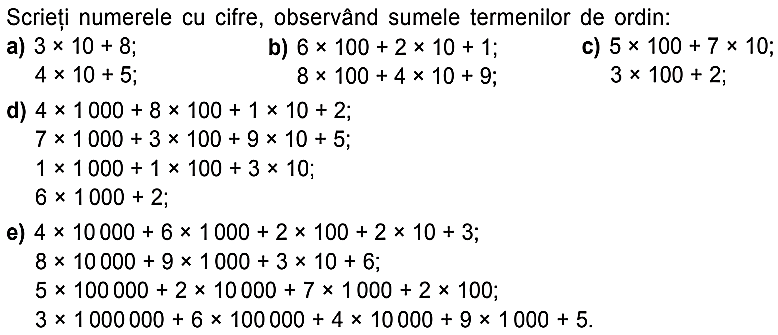 Scrieți numerele cu cifre, observând sumele termenilor de ordin:
a) 3 × 10 + 8; b) 6 × 100 + 2 × 10 + 1; c) 5 × 100 + 7 × 10;
4 × 10 + 5; 8 × 100 + 4 × 10 + 9; 3 × 100 + 2;
d) 4 × 1 000 + 8 × 100 + 1 × 10 + 2;
7 × 1 000 + 3 × 100 + 9 × 10 + 5;
1 × 1 000 + 1 × 100 + 3 × 10;
6 × 1 000 + 2;
e) 4 × 10 000 + 6 × 1 000 + 2 × 100 + 2 × 10 + 3;
8 × 10 000 + 9 × 1 000 + 3 × 10 + 6;
5 × 100 000 + 2 × 10 000 + 7 × 1 000 + 2 × 100;
3 × 1 000 000 + 6 × 100 000 + 4 × 10 000 + 9 × 1 000 + 5.